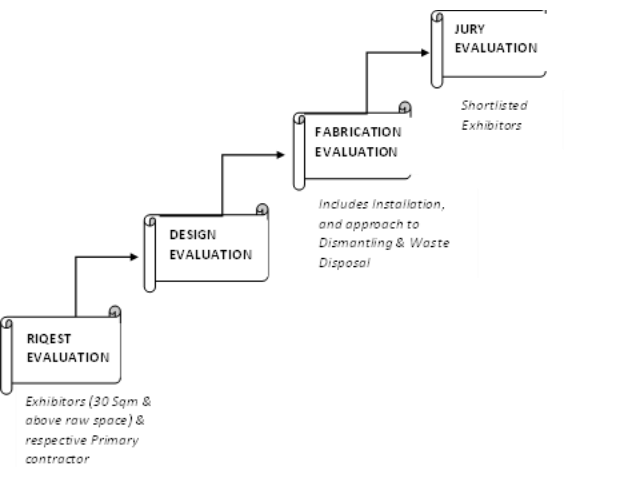 JURY
EVALUATION
Shortlisted
Exhibitors
FABRICATION
EVALUATION
Includes Installation,
and approach to
Dismantling & Waste
Disposal
DESIGN
EVALUATION
RIQEST
EVALUATION
Exhibitors (30 Sqm &
above raw space) &
respective Primary
contractor